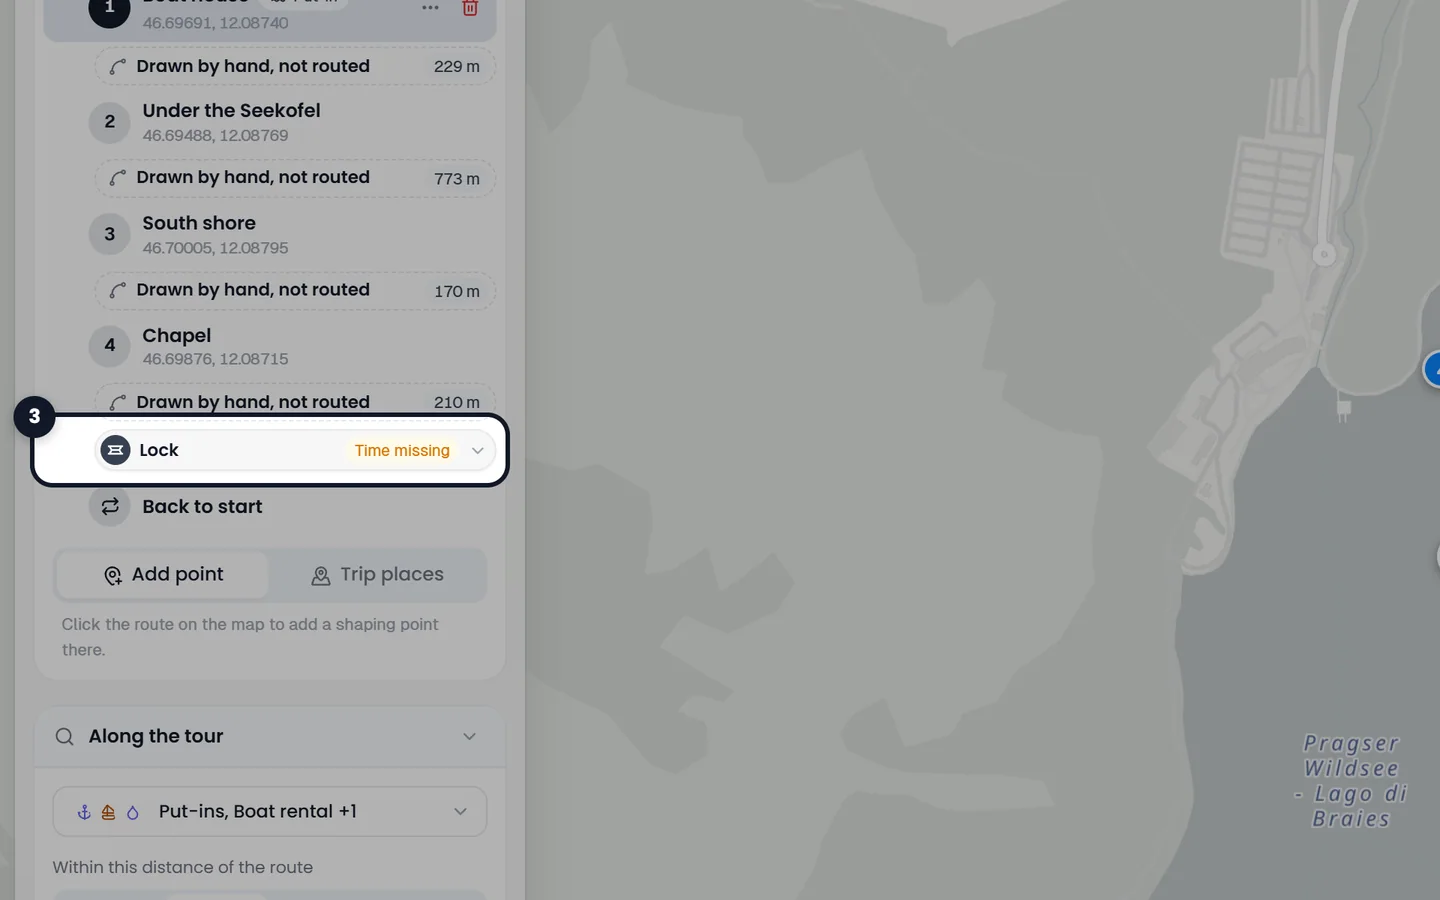 1
46.69691, 12.08740
Drawn by hand, not routed 229 m
2 Under the Seekofel
46.69488, 12.08769
Drawn by hand, not routed 773 m
3 South shore
46.70005, 12.08795
Drawn by hand, not routed 170 m
4 Chapel
46.69876, 12.08715
Drawn by hand, not routed 210 m
3
Lock Time missing
Back to start
Add point Trip places
Click the route on the map to add a shaping point
there.
Along the tour
Put-ins, Boat rental +1
Within this distance of the route
Pragser
Wildsee
- Lago di
Braies